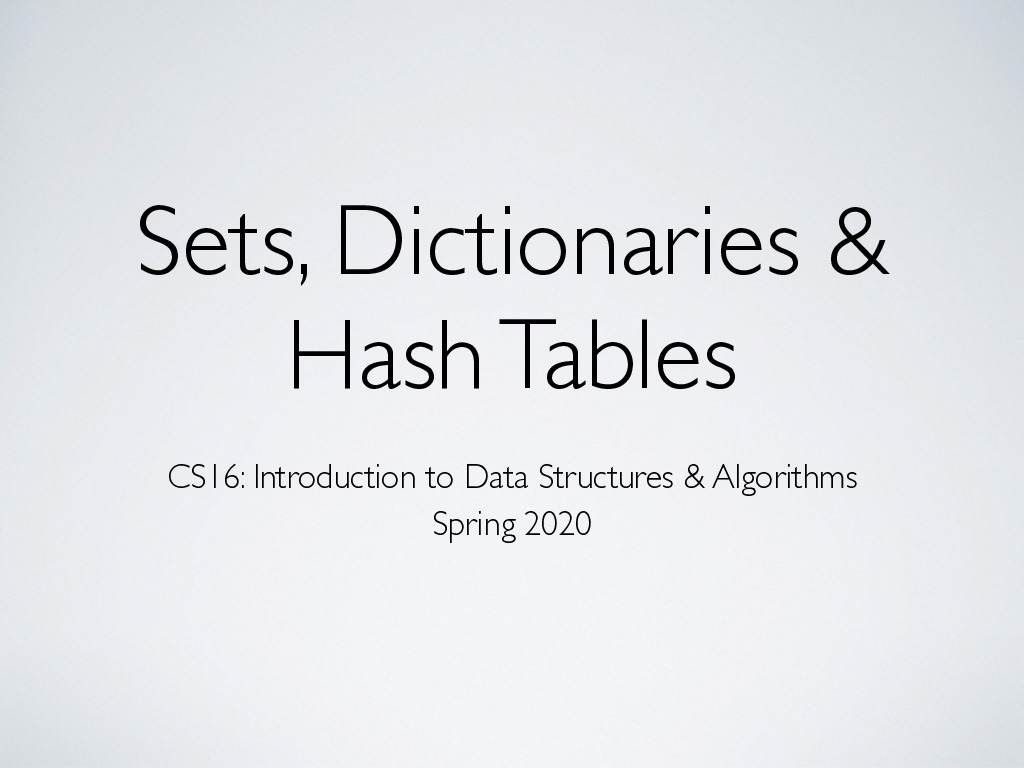 Sets, Dictionaries &
Hash Tables
CS16: Introduction to Data Structures & Algorithms
Spring 2020